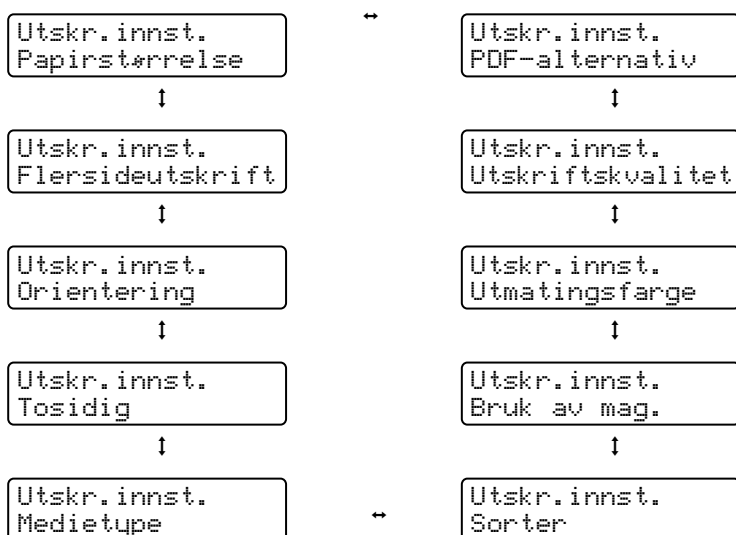 Utskr.innst.
Papirstørrelse
Utskr.innst.
Flersideutskrift
Utskr.innst.
Orientering
Utskr.innst.
Tosidig
Utskr.innst.
Medietype
Utskr.innst.
PDF-alternativ
Utskr.innst.
Utskriftskvalitet
Utskr.innst.
Utmatingsfarge
Utskr.innst.
Bruk av mag.
Utskr.innst.
Sorter